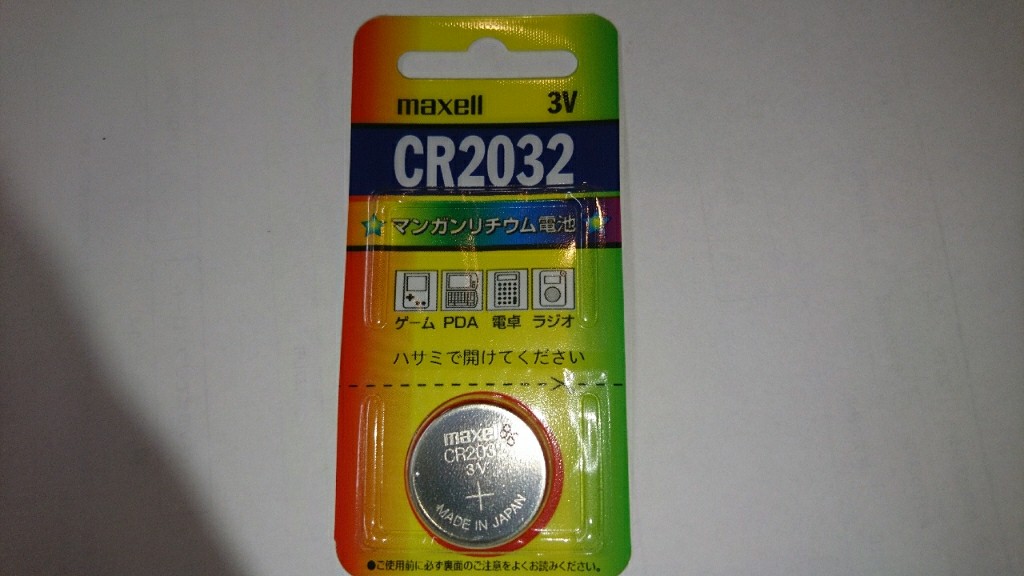 maxell 3V
CR2032
マンガンリチウム電池
ゲーム PDA 電卓 ラジオ
ハサミで開けてください
maxell
CR2032
3V
+
MADE IN JAPAN
●ご使用前に必ず裏面のご注意をよくお読みください。